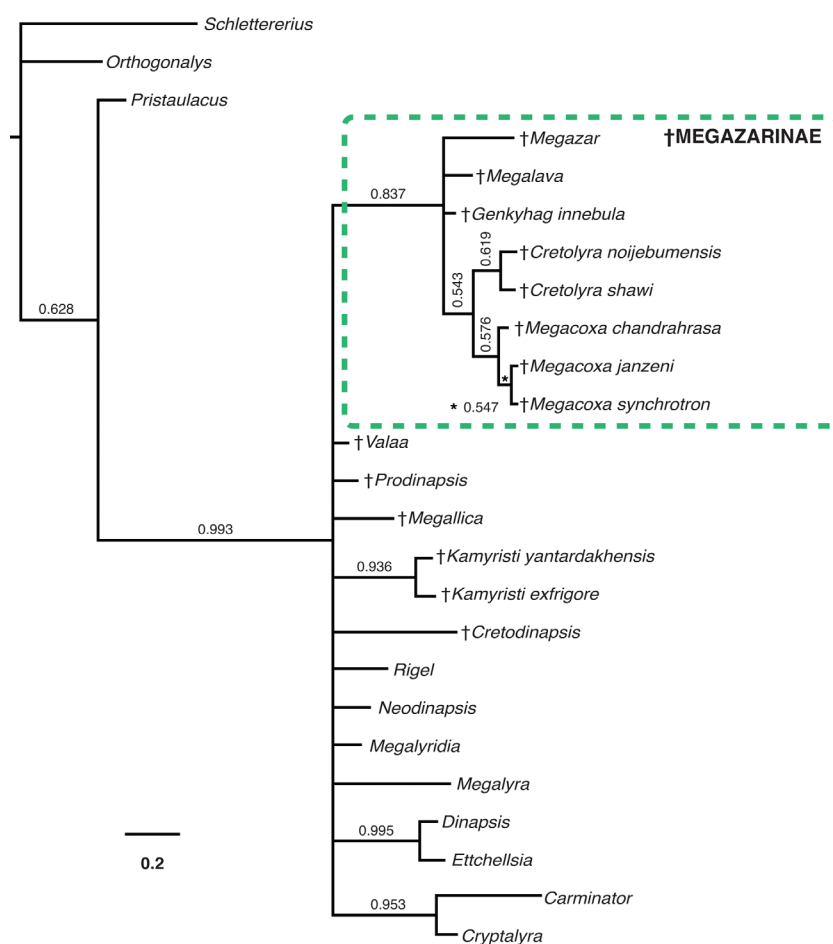 Schlettererius
Orthogonalys
Pristaulacus
†Megazar
†MEGAZARINAE
†Megalava
0.837
†Genkyhag innebula
0.619
†Cretolyra noijebumensis
0.543
†Cretolyra shawi
0.628
0.576
†Megacoxa chandrahrasa
†Megacoxa janzeni
*
* 0.547
†Megacoxa synchrotron
†Valaa
†Prodinapsis
†Megallica
0.993
†Kamyristi yantardakhensis
0.936
†Kamyristi exfrigore
†Cretodinapsis
Rigel
Neodinapsis
Megalyridia
Megalyra
Dinapsis
0.995
Ettchellsia
0.2
Carminator
0.953
Cryptalyra